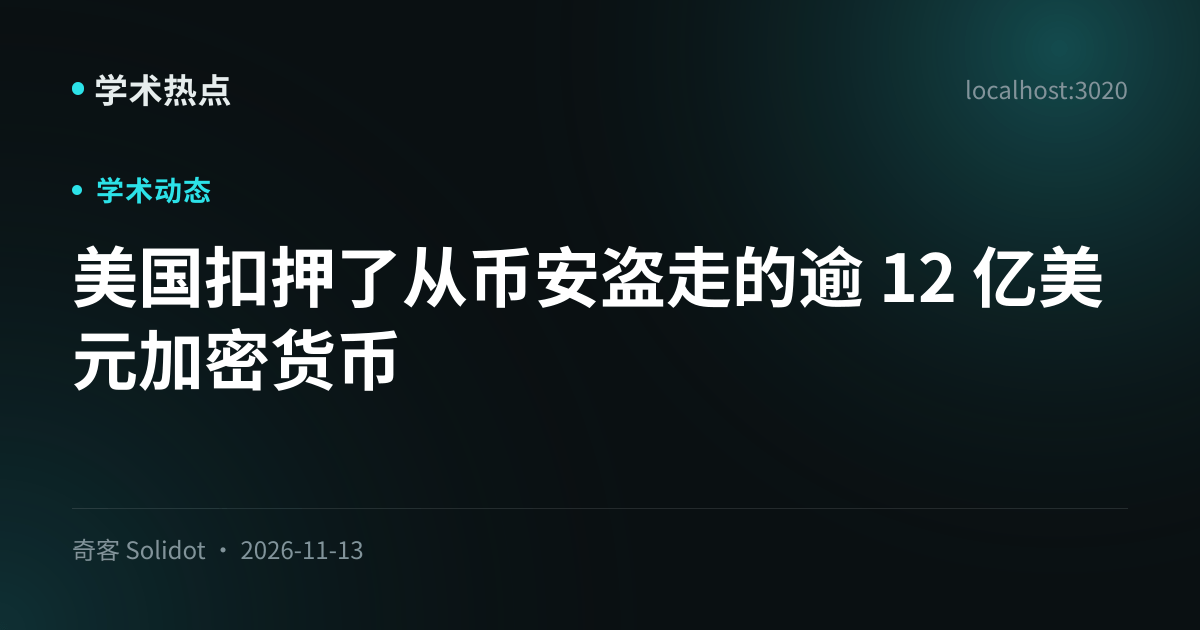 学术热点
localhost:3020
学术动态
美国扣押了从币安盗走的逾 12 亿美
元加密货币
奇客 Solidot · 2026-11-13